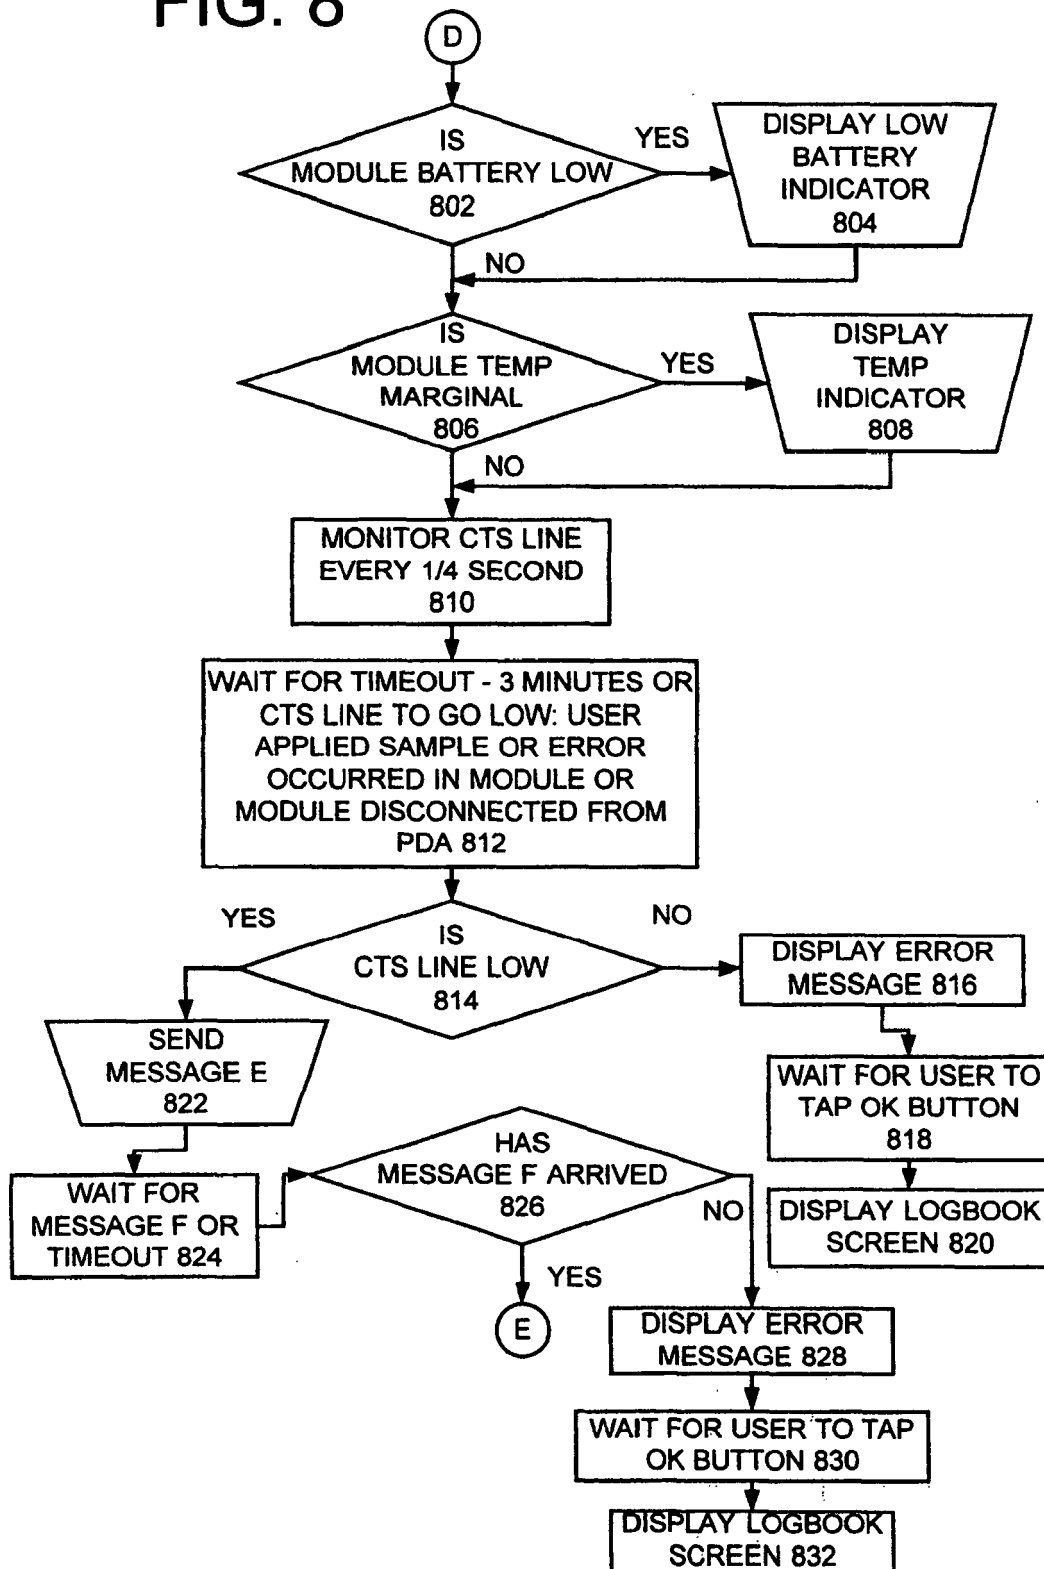 FIG. 8
D
IS
MODULE BATTERY LOW
802
YES
DISPLAY LOW
BATTERY
INDICATOR
804
NO
IS
MODULE TEMP
MARGINAL
806
YES
DISPLAY
TEMP
INDICATOR
808
NO
MONITOR CTS LINE
EVERY 1/4 SECOND
810
WAIT FOR TIMEOUT - 3 MINUTES OR
CTS LINE TO GO LOW: USER
APPLIED SAMPLE OR ERROR
OCCURRED IN MODULE OR
MODULE DISCONNECTED FROM
PDA 812
YES
IS
CTS LINE LOW
814
NO
DISPLAY ERROR
MESSAGE 816
WAIT FOR USER TO
TAP OK BUTTON
818
DISPLAY LOGBOOK
SCREEN 820
SEND
MESSAGE E
822
WAIT FOR
MESSAGE F OR
TIMEOUT 824
HAS
MESSAGE F ARRIVED
826
NO
YES
E
DISPLAY ERROR
MESSAGE 828
WAIT FOR USER TO TAP
OK BUTTON 830
DISPLAY LOGBOOK
SCREEN 832